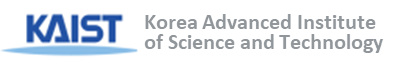 KAIST
Korea Advanced Institute
of Science and Technology